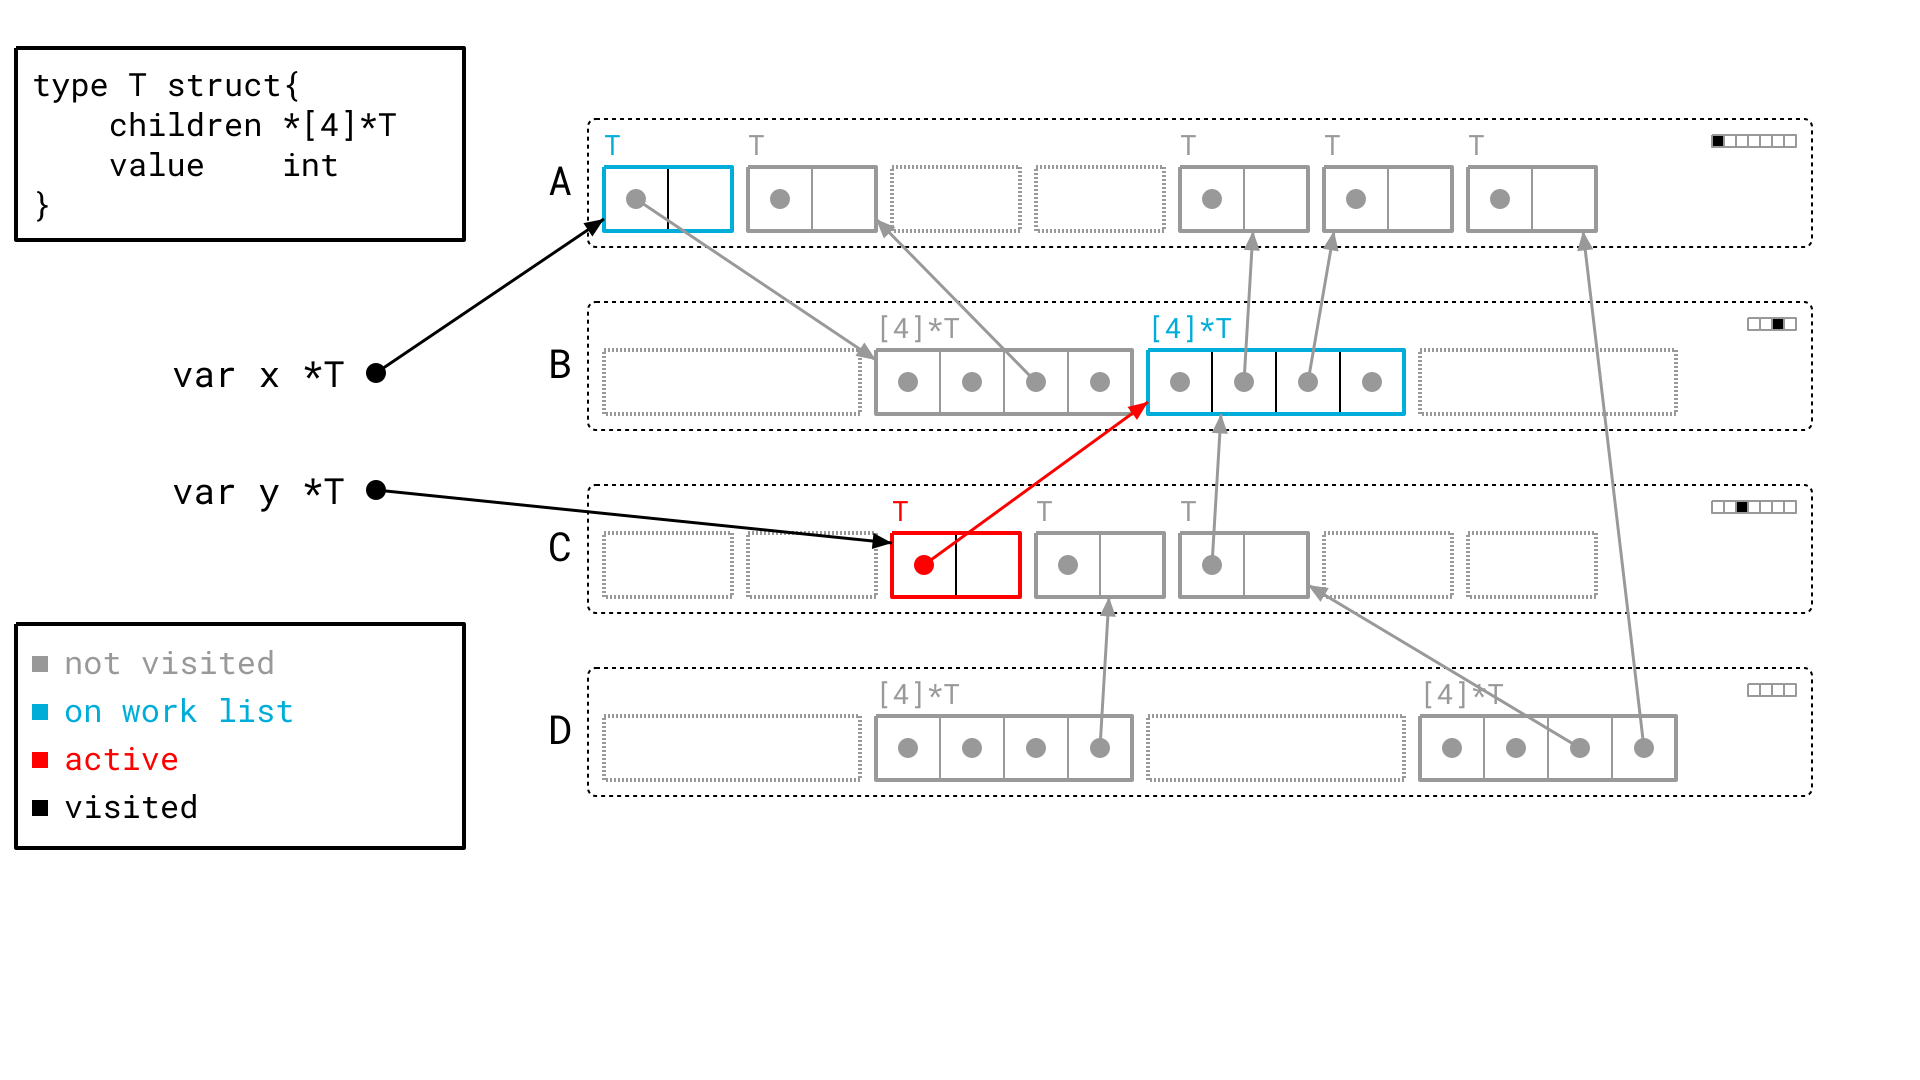 type T struct{
    children *[4]*T
    value    int
}
var x *T
var y *T
not visited
on work list
active
visited
A
T T T T T
B
[4]*T [4]*T
C
T T T
D
[4]*T [4]*T